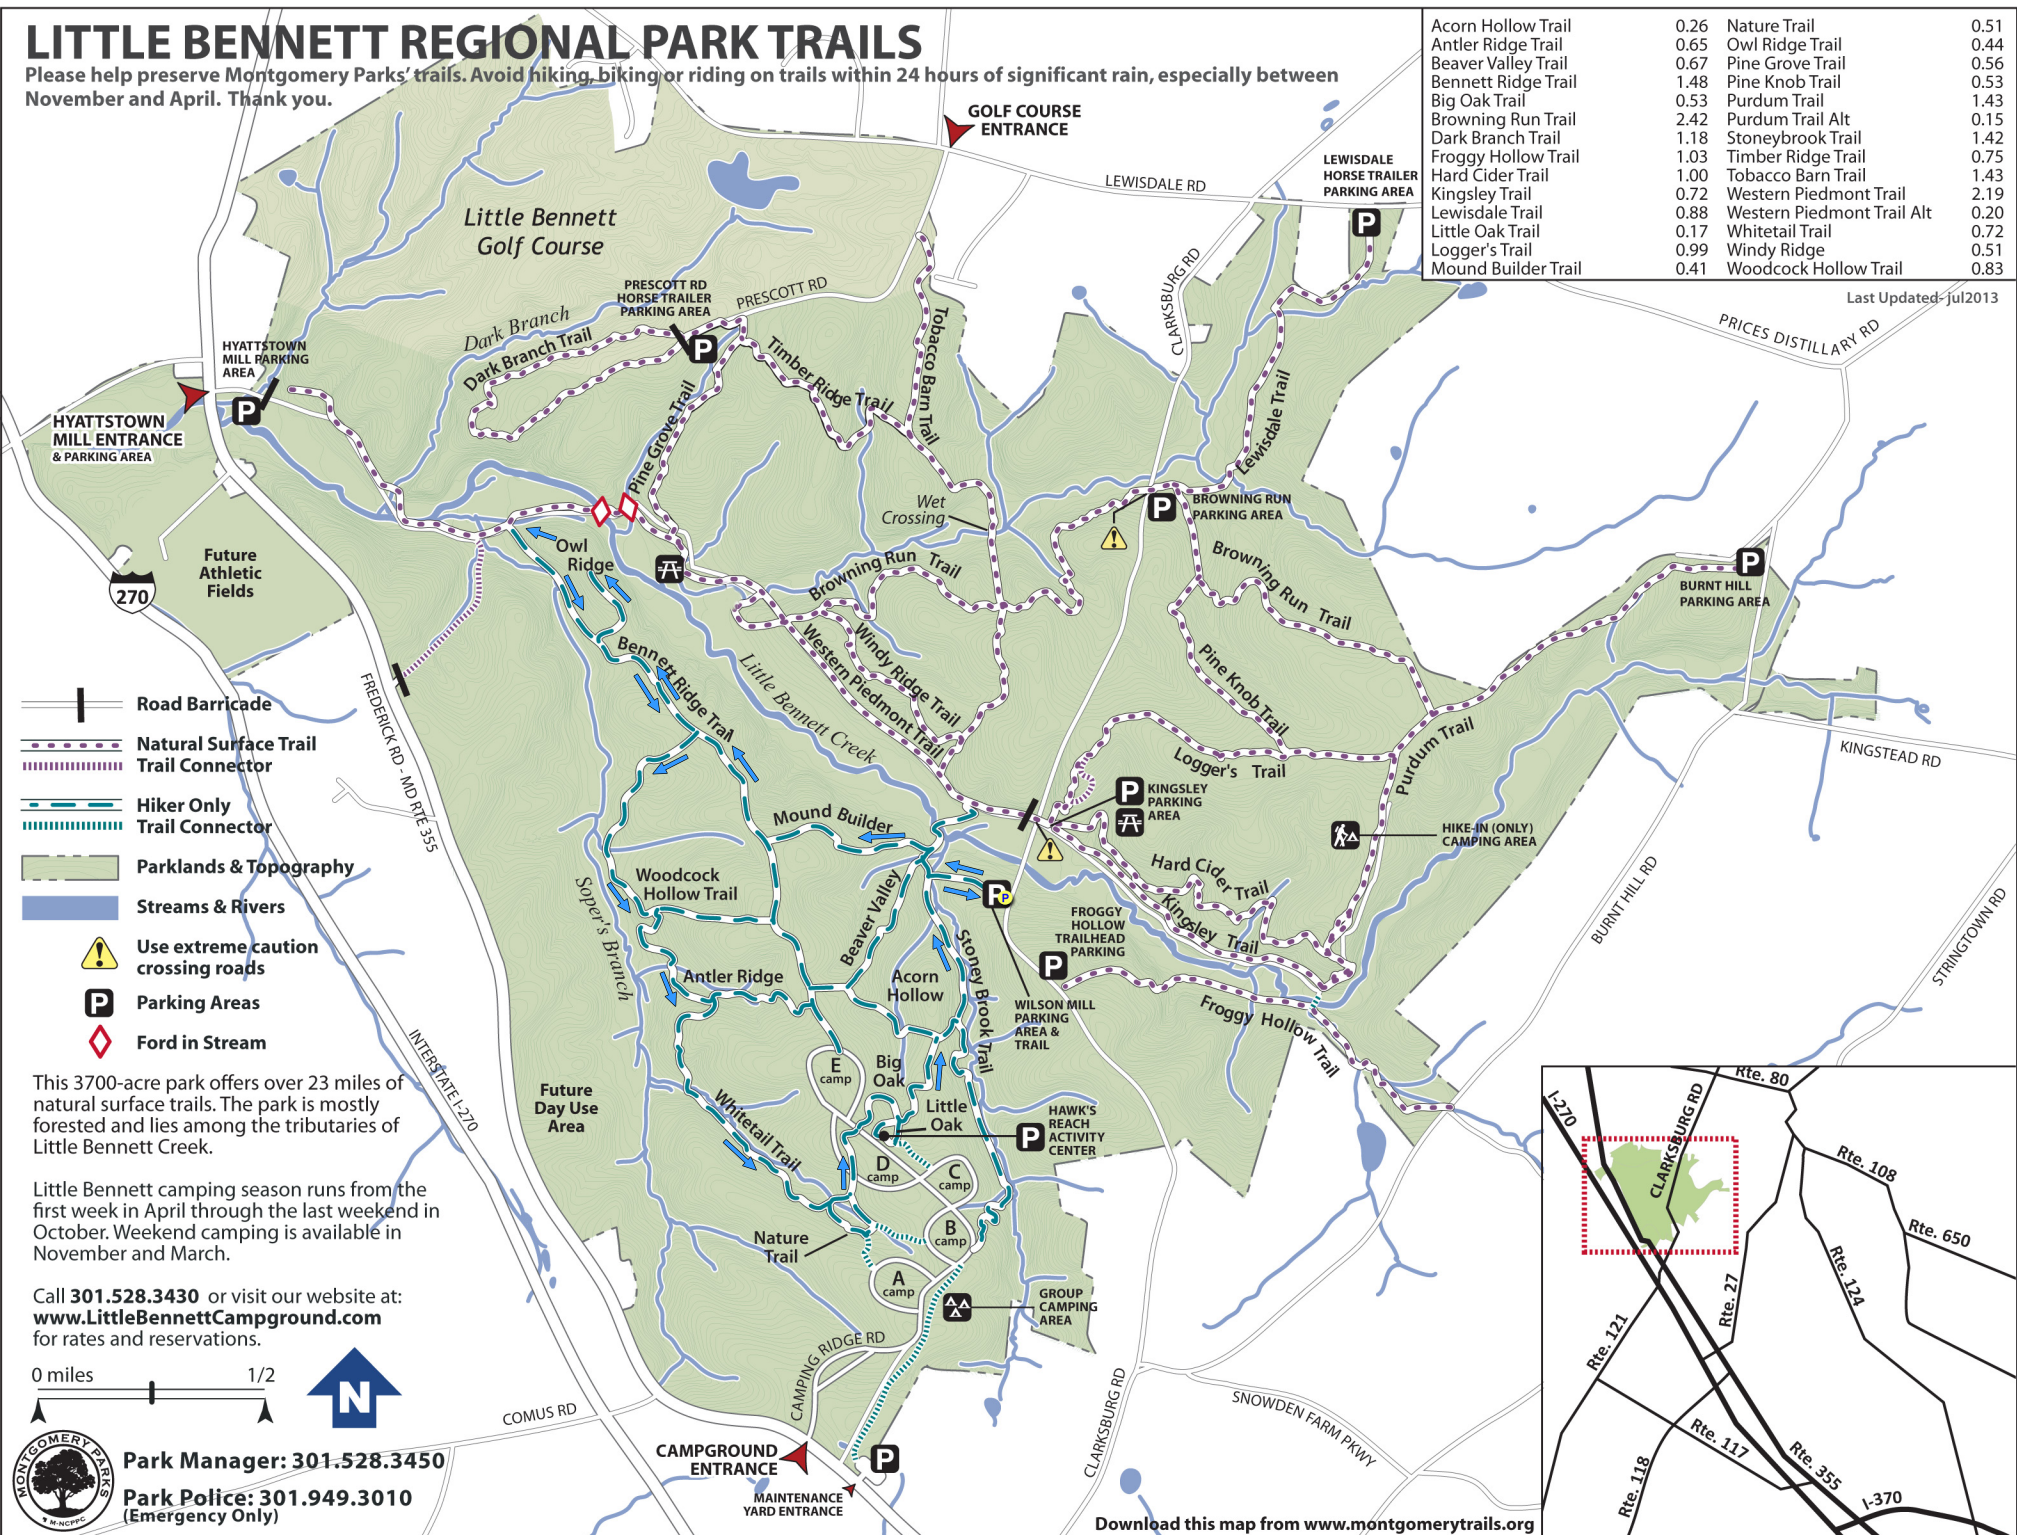 LITTLE BENNETT REGIONAL PARK TRAILS
Please help preserve Montgomery Parks' trails. Avoid hiking, biking or riding on trails within 24 hours of significant rain, especially between
November and April. Thank you.
Acorn Hollow Trail 0.26 Nature Trail 0.51
Antler Ridge Trail 0.65 Owl Ridge Trail 0.44
Beaver Valley Trail 0.67 Pine Grove Trail 0.56
Bennett Ridge Trail 1.48 Pine Knob Trail 0.53
Big Oak Trail 0.53 Purdum Trail 1.43
Browning Run Trail 2.42 Purdum Trail Alt 0.15
Dark Branch Trail 1.18 Stoneybrook Trail 1.42
Froggy Hollow Trail 1.03 Timber Ridge Trail 0.75
Hard Cider Trail 1.00 Tobacco Barn Trail 1.43
Kingsley Trail 0.72 Western Piedmont Trail 2.19
Lewisdale Trail 0.88 Western Piedmont Trail Alt 0.20
Little Oak Trail 0.17 Whitetail Trail 0.72
Logger's Trail 0.99 Windy Ridge 0.51
Mound Builder Trail 0.41 Woodcock Hollow Trail 0.83
Last Updated- jul2013
GOLF COURSE
ENTRANCE
LEWISDALE RD
LEWISDALE
HORSE TRAILER
PARKING AREA
P
Little Bennett
Golf Course
CLARKSBURG RD
PRICES DISTILLARY RD
PRESCOTT RD
HORSE TRAILER
PARKING AREA
PRESCOTT RD
P
Dark Branch
Dark Branch Trail
Timber Ridge Trail
Tobacco Barn Trail
Pine Grove Trail
Lewisdale Trail
HYATTSTOWN
MILL PARKING
AREA
P
HYATTSTOWN
MILL ENTRANCE
& PARKING AREA
Wet
Crossing
P
BROWNING RUN
PARKING AREA
Future
Athletic
Fields
270
Owl
Ridge
Browning Run Trail
Browning Run Trail
P
BURNT HILL
PARKING AREA
Bennett Ridge Trail
Little Bennett Creek
Western Piedmont Trail
Windy Ridge Trail
Pine Knob Trail
Purdum Trail
Logger's Trail
KINGSTEAD RD
FREDERICK RD - MD RTE 355
Road Barricade
Natural Surface Trail
Trail Connector
Hiker Only
Trail Connector
Parklands & Topography
Streams & Rivers
Use extreme caution
crossing roads
P
Parking Areas
Ford in Stream
P
KINGSLEY
PARKING
AREA
HIKE-IN (ONLY)
CAMPING AREA
Mound Builder
Woodcock
Hollow Trail
Soper's Branch
Beaver Valley
P
P
Hard Cider Trail
Kingsley Trail
BURNT HILL RD
STRINGTOWN RD
FROGGY
HOLLOW
TRAILHEAD
PARKING
P
Antler Ridge
Acorn
Hollow
Stoney Brook Trail
WILSON MILL
PARKING
AREA &
TRAIL
Froggy Hollow Trail
INTERSTATE I-270
Future
Day Use
Area
E
camp
Big
Oak
Little
Oak
P
HAWK'S
REACH
ACTIVITY
CENTER
Whitetail Trail
D
camp
C
camp
B
camp
Nature
Trail
A
camp
GROUP
CAMPING
AREA
CAMPING RIDGE RD
COMUS RD
CAMPGROUND
ENTRANCE
P
MAINTENANCE
YARD ENTRANCE
CLARKSBURG RD
SNOWDEN FARM PKWY
This 3700-acre park offers over 23 miles of
natural surface trails. The park is mostly
forested and lies among the tributaries of
Little Bennett Creek.
Little Bennett camping season runs from the
first week in April through the last weekend in
October. Weekend camping is available in
November and March.
Call 301.528.3430 or visit our website at:
www.LittleBennettCampground.com
for rates and reservations.
0 miles 1/2
N
MONTGOMERY PARKS
M-NCPPC
Park Manager: 301.528.3450
Park Police: 301.949.3010
(Emergency Only)
Rte. 80
I-270
CLARKSBURG RD
Rte. 108
Rte. 650
Rte. 27
Rte. 124
Rte. 121
Rte. 117
Rte. 118
Rte. 355
I-370
Download this map from www.montgomerytrails.org